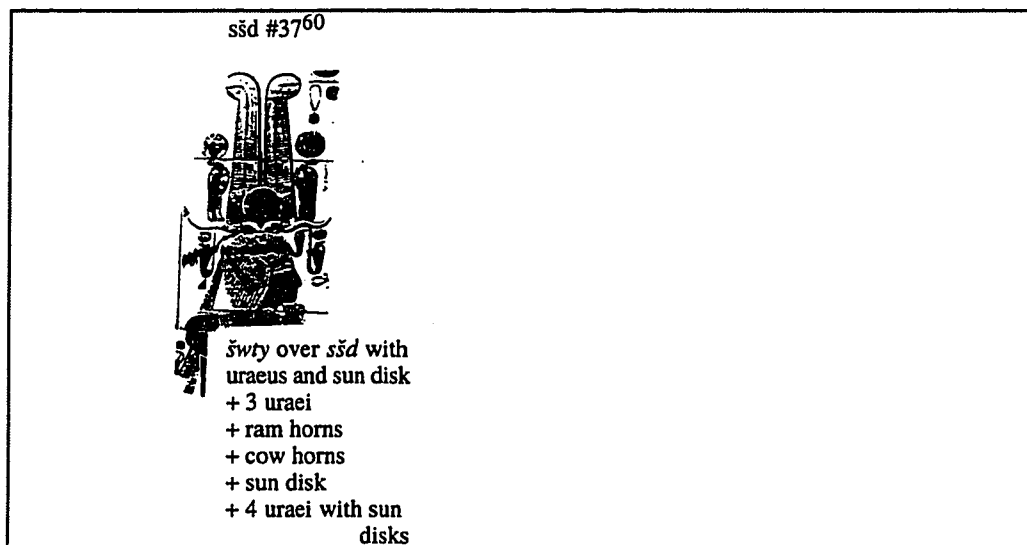 sšd #37⁶⁰
šwty over sšd with
uraeus and sun disk
+ 3 uraei
+ ram horns
+ cow horns
+ sun disk
+ 4 uraei with sun
disks